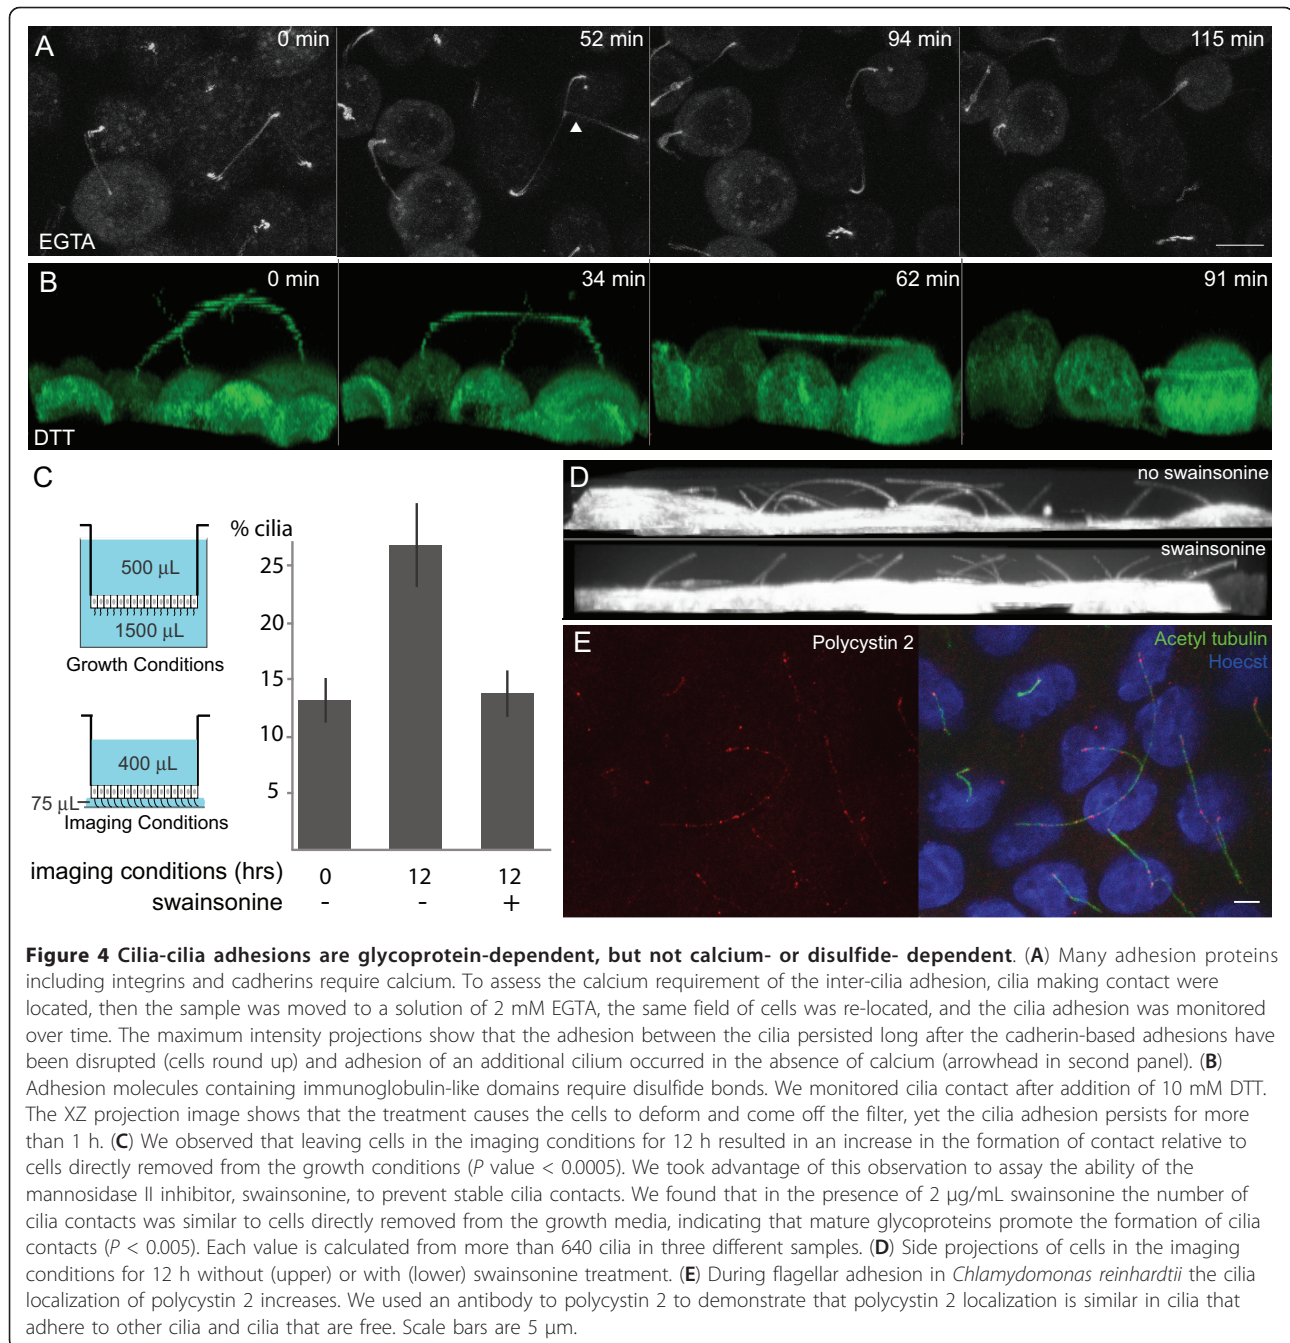 A
0 min
52 min
94 min
115 min
EGTA
B
0 min
34 min
62 min
91 min
DTT
C
500 µL
1500 µL
Growth Conditions
400 µL
75 µL
Imaging Conditions
% cilia
25
20
15
10
5
imaging conditions (hrs) 0 12 12
swainsonine - - +
D
no swainsonine
swainsonine
E
Polycystin 2
Acetyl tubulin
Hoecst
Figure 4 Cilia-cilia adhesions are glycoprotein-dependent, but not calcium- or disulfide- dependent. (A) Many adhesion proteins
including integrins and cadherins require calcium. To assess the calcium requirement of the inter-cilia adhesion, cilia making contact were
located, then the sample was moved to a solution of 2 mM EGTA, the same field of cells was re-located, and the cilia adhesion was monitored
over time. The maximum intensity projections show that the adhesion between the cilia persisted long after the cadherin-based adhesions have
been disrupted (cells round up) and adhesion of an additional cilium occurred in the absence of calcium (arrowhead in second panel). (B)
Adhesion molecules containing immunoglobulin-like domains require disulfide bonds. We monitored cilia contact after addition of 10 mM DTT.
The XZ projection image shows that the treatment causes the cells to deform and come off the filter, yet the cilia adhesion persists for more
than 1 h. (C) We observed that leaving cells in the imaging conditions for 12 h resulted in an increase in the formation of contact relative to
cells directly removed from the growth conditions (P value < 0.0005). We took advantage of this observation to assay the ability of the
mannosidase II inhibitor, swainsonine, to prevent stable cilia contacts. We found that in the presence of 2 µg/mL swainsonine the number of
cilia contacts was similar to cells directly removed from the growth media, indicating that mature glycoproteins promote the formation of cilia
contacts (P < 0.005). Each value is calculated from more than 640 cilia in three different samples. (D) Side projections of cells in the imaging
conditions for 12 h without (upper) or with (lower) swainsonine treatment. (E) During flagellar adhesion in Chlamydomonas reinhardtii the cilia
localization of polycystin 2 increases. We used an antibody to polycystin 2 to demonstrate that polycystin 2 localization is similar in cilia that
adhere to other cilia and cilia that are free. Scale bars are 5 µm.